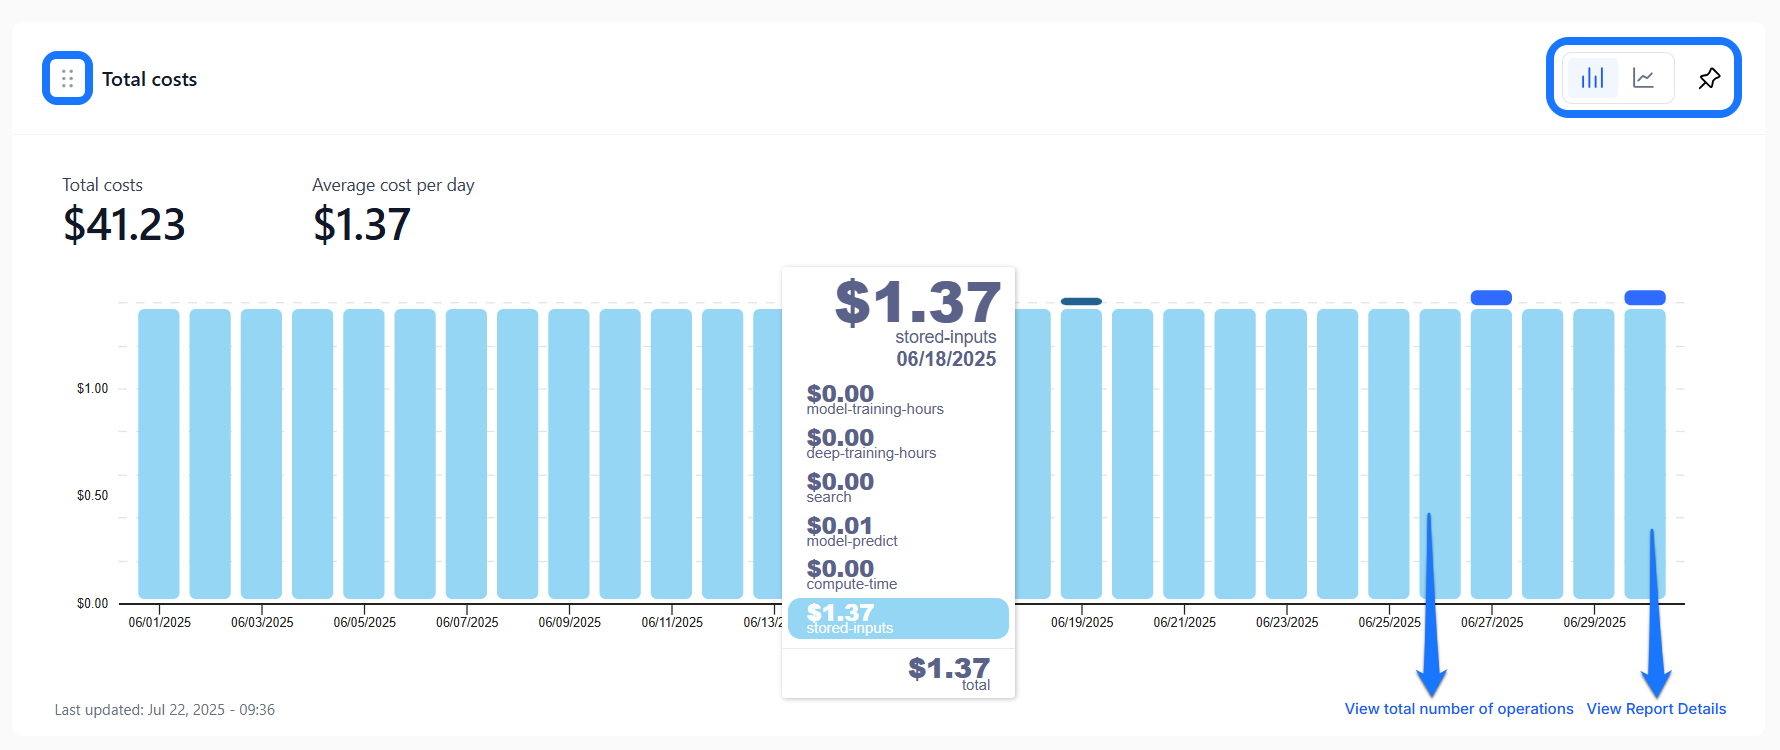 Total costs
Total costs
Average cost per day
$41.23
$1.37
$1.37
stored-inputs
06/18/2025
$0.00
model-training-hours
$0.00
deep-training-hours
$0.00
search
$0.01
model-predict
$0.00
compute-time
$1.37
stored-inputs
$1.37
total
$1.00
$0.50
$0.00
06/01/2025
06/03/2025
06/05/2025
06/07/2025
06/09/2025
06/11/2025
06/13/2
06/19/2025
06/21/2025
06/23/2025
06/25/2025
06/27/2025
06/29/2025
Last updated: Jul 22, 2025 - 09:36
View total number of operations
View Report Details